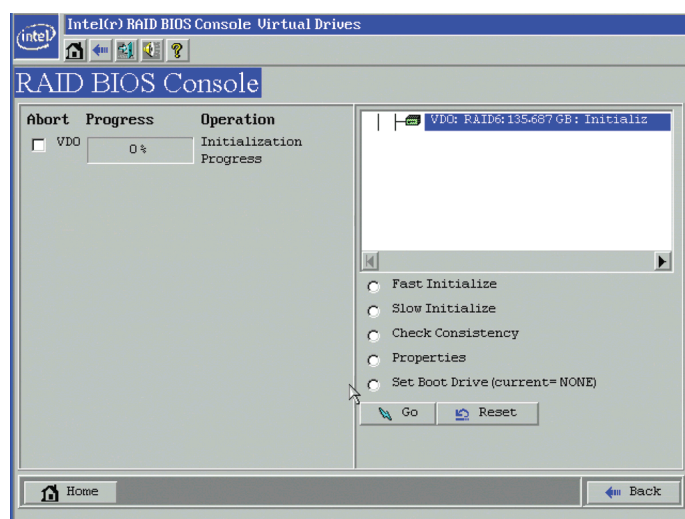 intel)
Intel(r) RAID BIOS Console Virtual Drives
?
RAID BIOS Console
Abort Progress Operation
VD0 0% Initialization
Progress
VD0: RAID6: 135.687 GB: Initializ
Fast Initialize
Slow Initialize
Check Consistency
Properties
Set Boot Drive (current= NONE)
Go Reset
Home Back